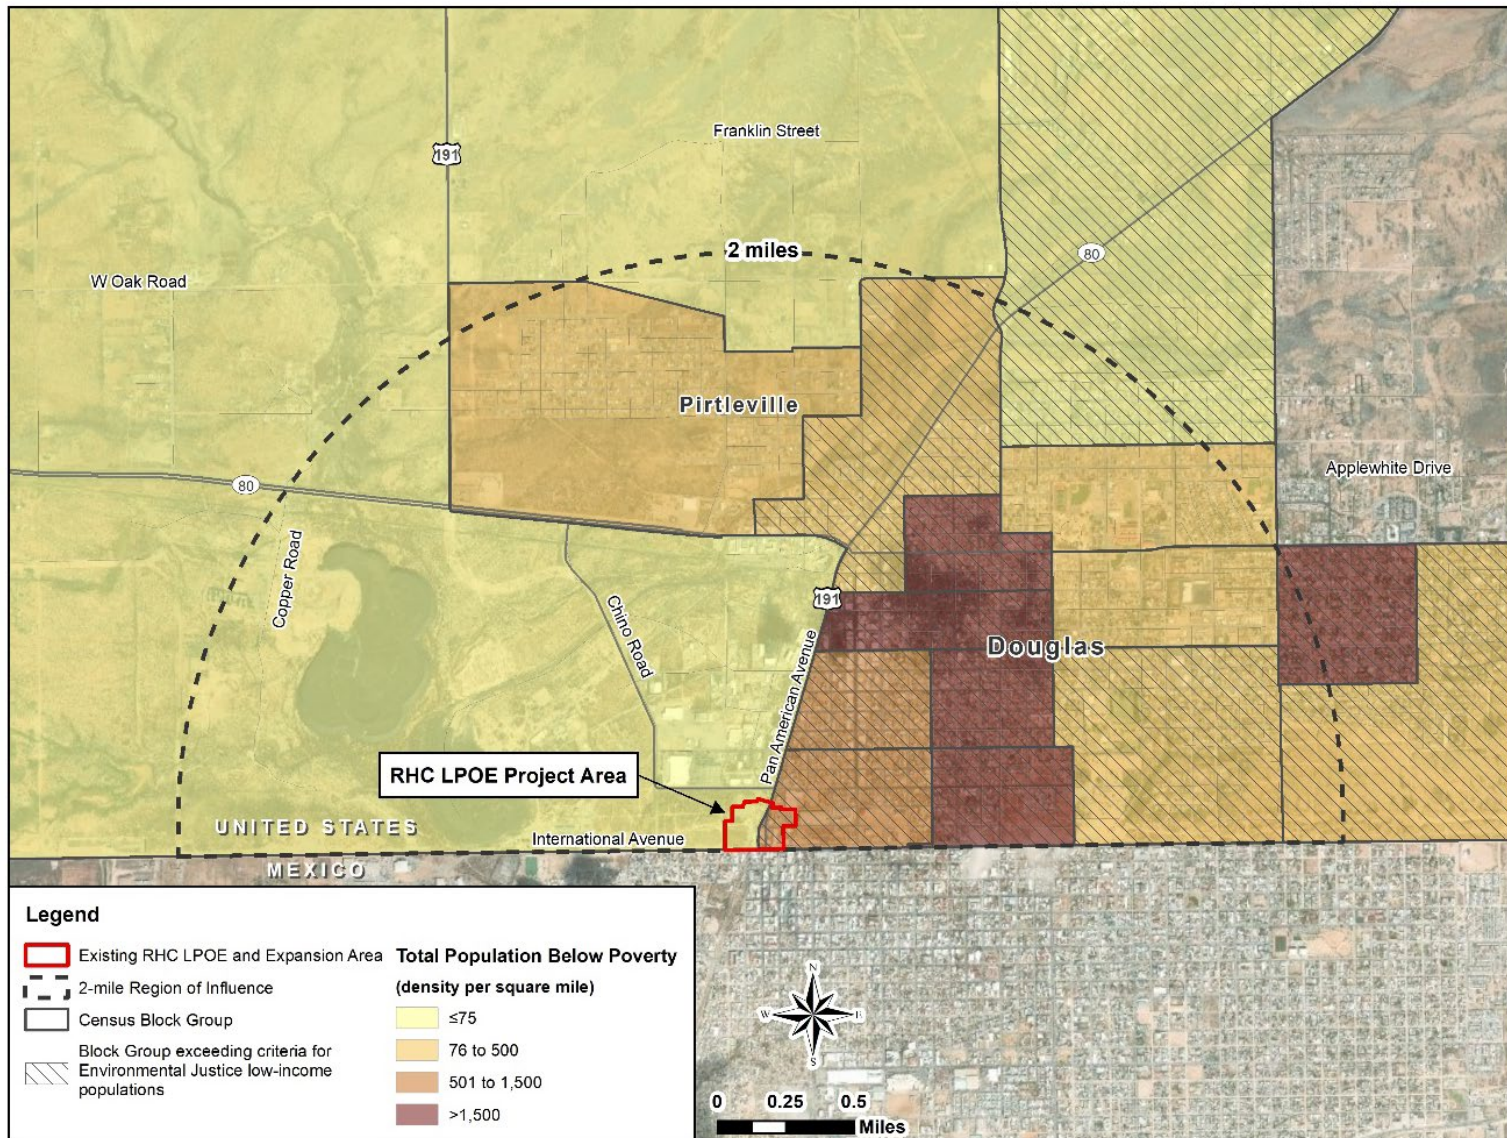 Franklin Street
191
2 miles
80
W Oak Road
Pirtleville
Applewhite Drive
80
Copper Road
Chino Road
191
Douglas
Pan American Avenue
RHC LPOE Project Area
UNITED STATES
International Avenue
MEXICO
Legend
Existing RHC LPOE and Expansion Area
2-mile Region of Influence
Census Block Group
Block Group exceeding criteria for
Environmental Justice low-income
populations
Total Population Below Poverty
(density per square mile)
≤75
76 to 500
501 to 1,500
>1,500
N
W E
S
0 0.25 0.5
Miles